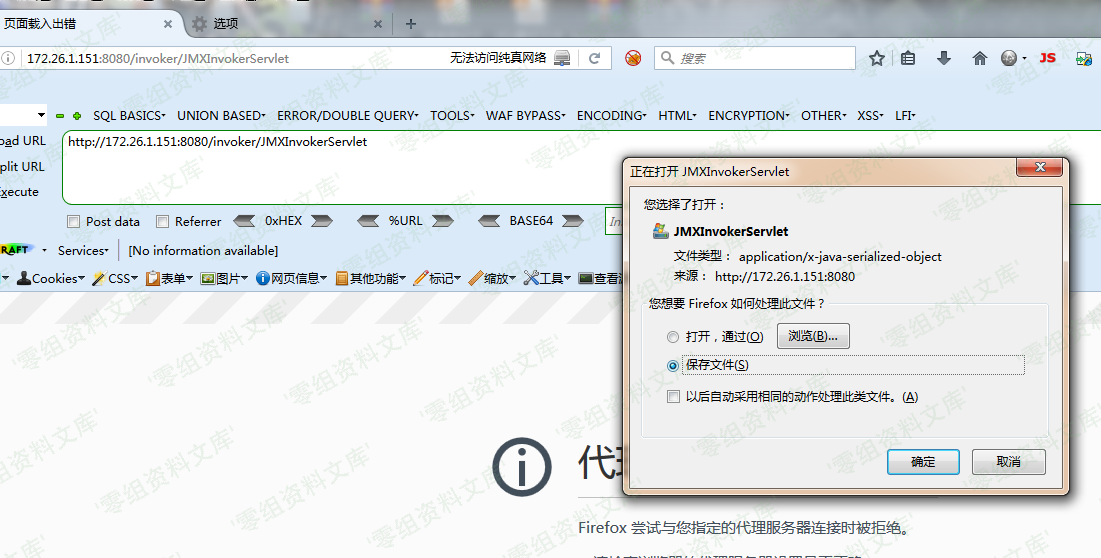 页面载入出错
选项
172.26.1.151:8080/invoker/JMXInvokerServlet
无法访问纯真网络
搜索
JS
SQL BASICS
UNION BASED
ERROR/DOUBLE QUERY
TOOLS
WAF BYPASS
ENCODING
HTML
ENCRYPTION
OTHER
XSS
LFI
oad URL
http://172.26.1.151:8080/invoker/JMXInvokerServlet
plit URL
xecute
Post data
Referrer
0xHEX
%URL
BASE64
RAFT
Services
[No information available]
Cookies
CSS
表单
图片
网页信息
其他功能
标记
缩放
工具
查看源
正在打开 JMXInvokerServlet
您选择了打开：
JMXInvokerServlet
文件类型： application/x-java-serialized-object
来源： http://172.26.1.151:8080
您想要 Firefox 如何处理此文件？
打开，通过(O)
浏览(B)...
保存文件(S)
以后自动采用相同的动作处理此类文件。(A)
确定
取消
代理
Firefox 尝试与您指定的代理服务器连接时被拒绝。
'零组资料文库'